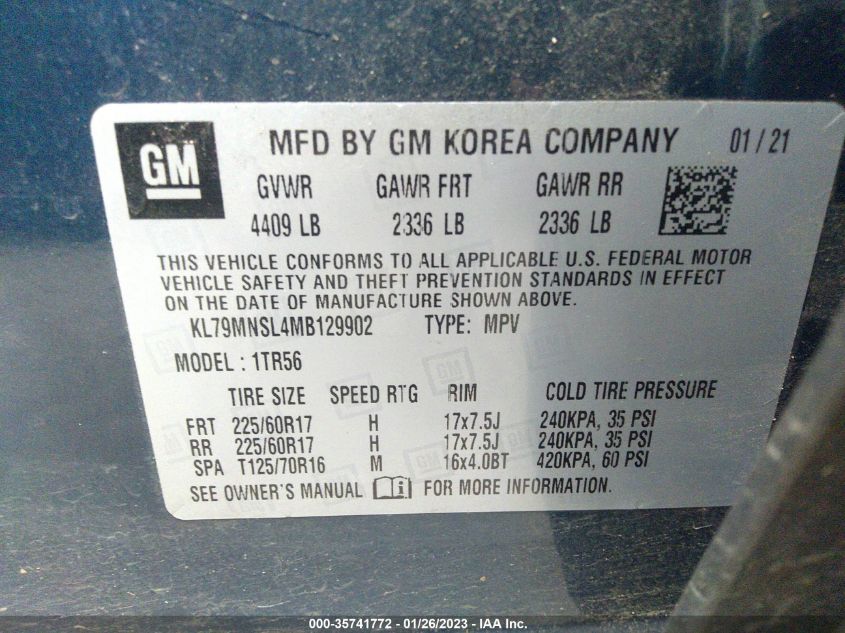 GM
MFD BY GM KOREA COMPANY 01/21
GVWR GAWR FRT GAWR RR
4409 LB 2336 LB 2336 LB
THIS VEHICLE CONFORMS TO ALL APPLICABLE U.S. FEDERAL MOTOR
VEHICLE SAFETY AND THEFT PREVENTION STANDARDS IN EFFECT
ON THE DATE OF MANUFACTURE SHOWN ABOVE.
KL79MNSL4MB129902 TYPE: MPV
MODEL : 1TR56
TIRE SIZE SPEED RTG RIM COLD TIRE PRESSURE
FRT 225/60R17 H 17x7.5J 240KPA, 35 PSI
RR 225/60R17 H 17x7.5J 240KPA, 35 PSI
SPA T125/70R16 M 16x4.0BT 420KPA, 60 PSI
SEE OWNER'S MANUAL i FOR MORE INFORMATION.
000-35741772 - 01/26/2023 - IAA Inc.